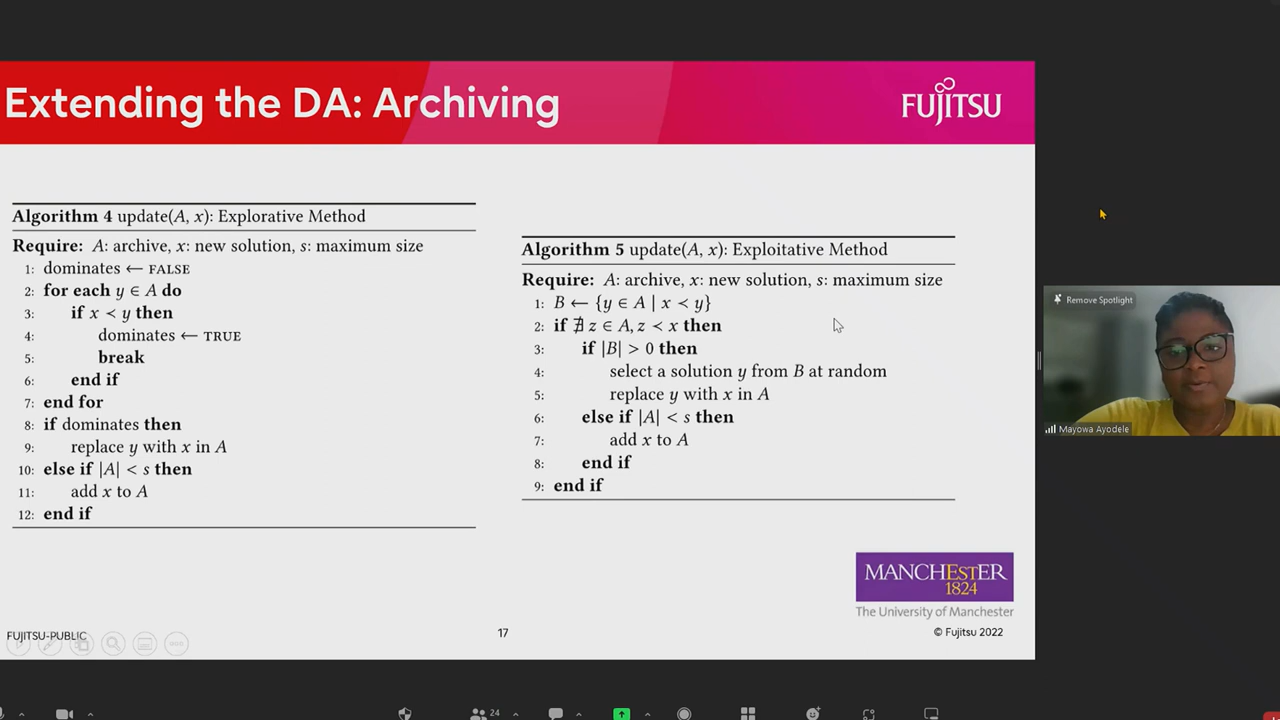 Extending the DA: Archiving
FUJITSU
Algorithm 4 update(A, x): Explorative Method
Require: A: archive, x: new solution, s: maximum size
1: dominates ← FALSE
2: for each y ∈ A do
3: if x ≺ y then
4: dominates ← TRUE
5: break
6: end if
7: end for
8: if dominates then
9: replace y with x in A
10: else if |A| < s then
11: add x to A
12: end if
Algorithm 5 update(A, x): Exploitative Method
Require: A: archive, x: new solution, s: maximum size
1: B ← {y ∈ A | x ≺ y}
2: if ∄ z ∈ A, z ≺ x then
3: if |B| > 0 then
4: select a solution y from B at random
5: replace y with x in A
6: else if |A| < s then
7: add x to A
8: end if
9: end if
Remove Spotlight
Mayowa Ayodele
MANCHESTER
1824
The University of Manchester
FUJITSU-PUBLIC
17
© Fujitsu 2022
24